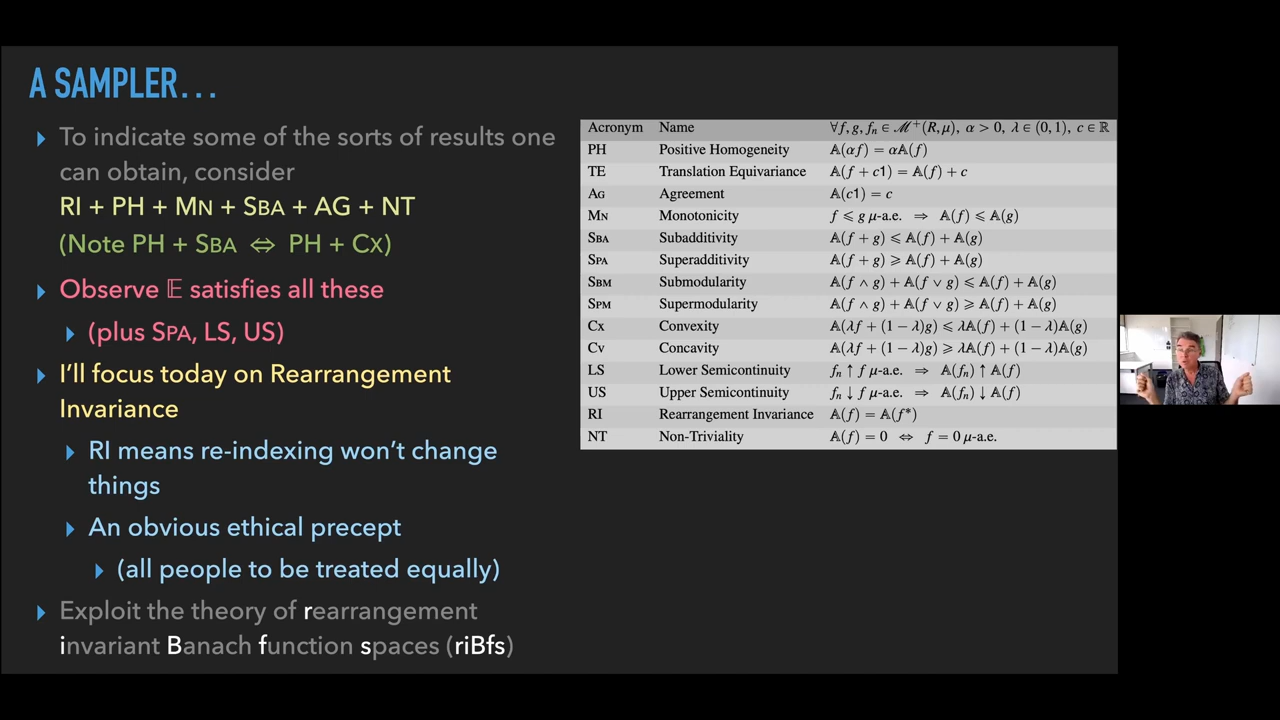 A SAMPLER…
To indicate some of the sorts of results one
can obtain, consider
RI + PH + MN + SBA + AG + NT
(Note PH + SBA ⇔ PH + CX)
Observe 𝔼 satisfies all these
(plus SPA, LS, US)
I’ll focus today on Rearrangement
Invariance
RI means re-indexing won’t change
things
An obvious ethical precept
(all people to be treated equally)
Exploit the theory of rearrangement
invariant Banach function spaces (riBfs)
Acronym Name ∀f, g, fₙ ∈ ℳ⁺(R, μ), α > 0, λ ∈ (0, 1), c ∈ ℝ
PH Positive Homogeneity 𝔸(αf) = α𝔸(f)
TE Translation Equivariance 𝔸(f + c1) = 𝔸(f) + c
AG Agreement 𝔸(c1) = c
MN Monotonicity f ⩽ g μ-a.e. ⇒ 𝔸(f) ⩽ 𝔸(g)
SBA Subadditivity 𝔸(f + g) ⩽ 𝔸(f) + 𝔸(g)
SPA Superadditivity 𝔸(f + g) ⩾ 𝔸(f) + 𝔸(g)
SBM Submodularity 𝔸(f ∧ g) + 𝔸(f ∨ g) ⩽ 𝔸(f) + 𝔸(g)
SPM Supermodularity 𝔸(f ∧ g) + 𝔸(f ∨ g) ⩾ 𝔸(f) + 𝔸(g)
CX Convexity 𝔸(λf + (1 − λ)g) ⩽ λ𝔸(f) + (1 − λ)𝔸(g)
CV Concavity 𝔸(λf + (1 − λ)g) ⩾ λ𝔸(f) + (1 − λ)𝔸(g)
LS Lower Semicontinuity fₙ ↑ f μ-a.e. ⇒ 𝔸(fₙ) ↑ 𝔸(f)
US Upper Semicontinuity fₙ ↓ f μ-a.e. ⇒ 𝔸(fₙ) ↓ 𝔸(f)
RI Rearrangement Invariance 𝔸(f) = 𝔸(f*)
NT Non-Triviality 𝔸(f) = 0 ⇔ f = 0 μ-a.e.